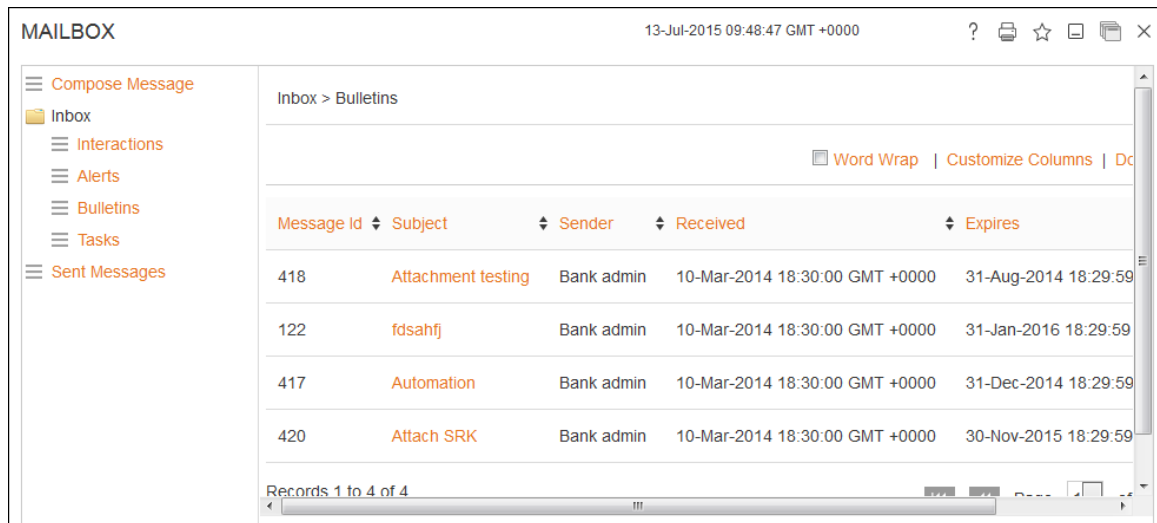 MAILBOX 13-Jul-2015 09:48:47 GMT +0000 ?
Compose Message
Inbox
Interactions
Alerts
Bulletins
Tasks
Sent Messages
Inbox > Bulletins
Word Wrap | Customize Columns |
Message Id Subject Sender Received Expires
418 Attachment testing Bank admin 10-Mar-2014 18:30:00 GMT +0000 31-Aug-2014 18:29:59
122 fdsahfj Bank admin 10-Mar-2014 18:30:00 GMT +0000 31-Jan-2016 18:29:59
417 Automation Bank admin 10-Mar-2014 18:30:00 GMT +0000 31-Dec-2014 18:29:59
420 Attach SRK Bank admin 10-Mar-2014 18:30:00 GMT +0000 30-Nov-2015 18:29:59
Records 1 to 4 of 4